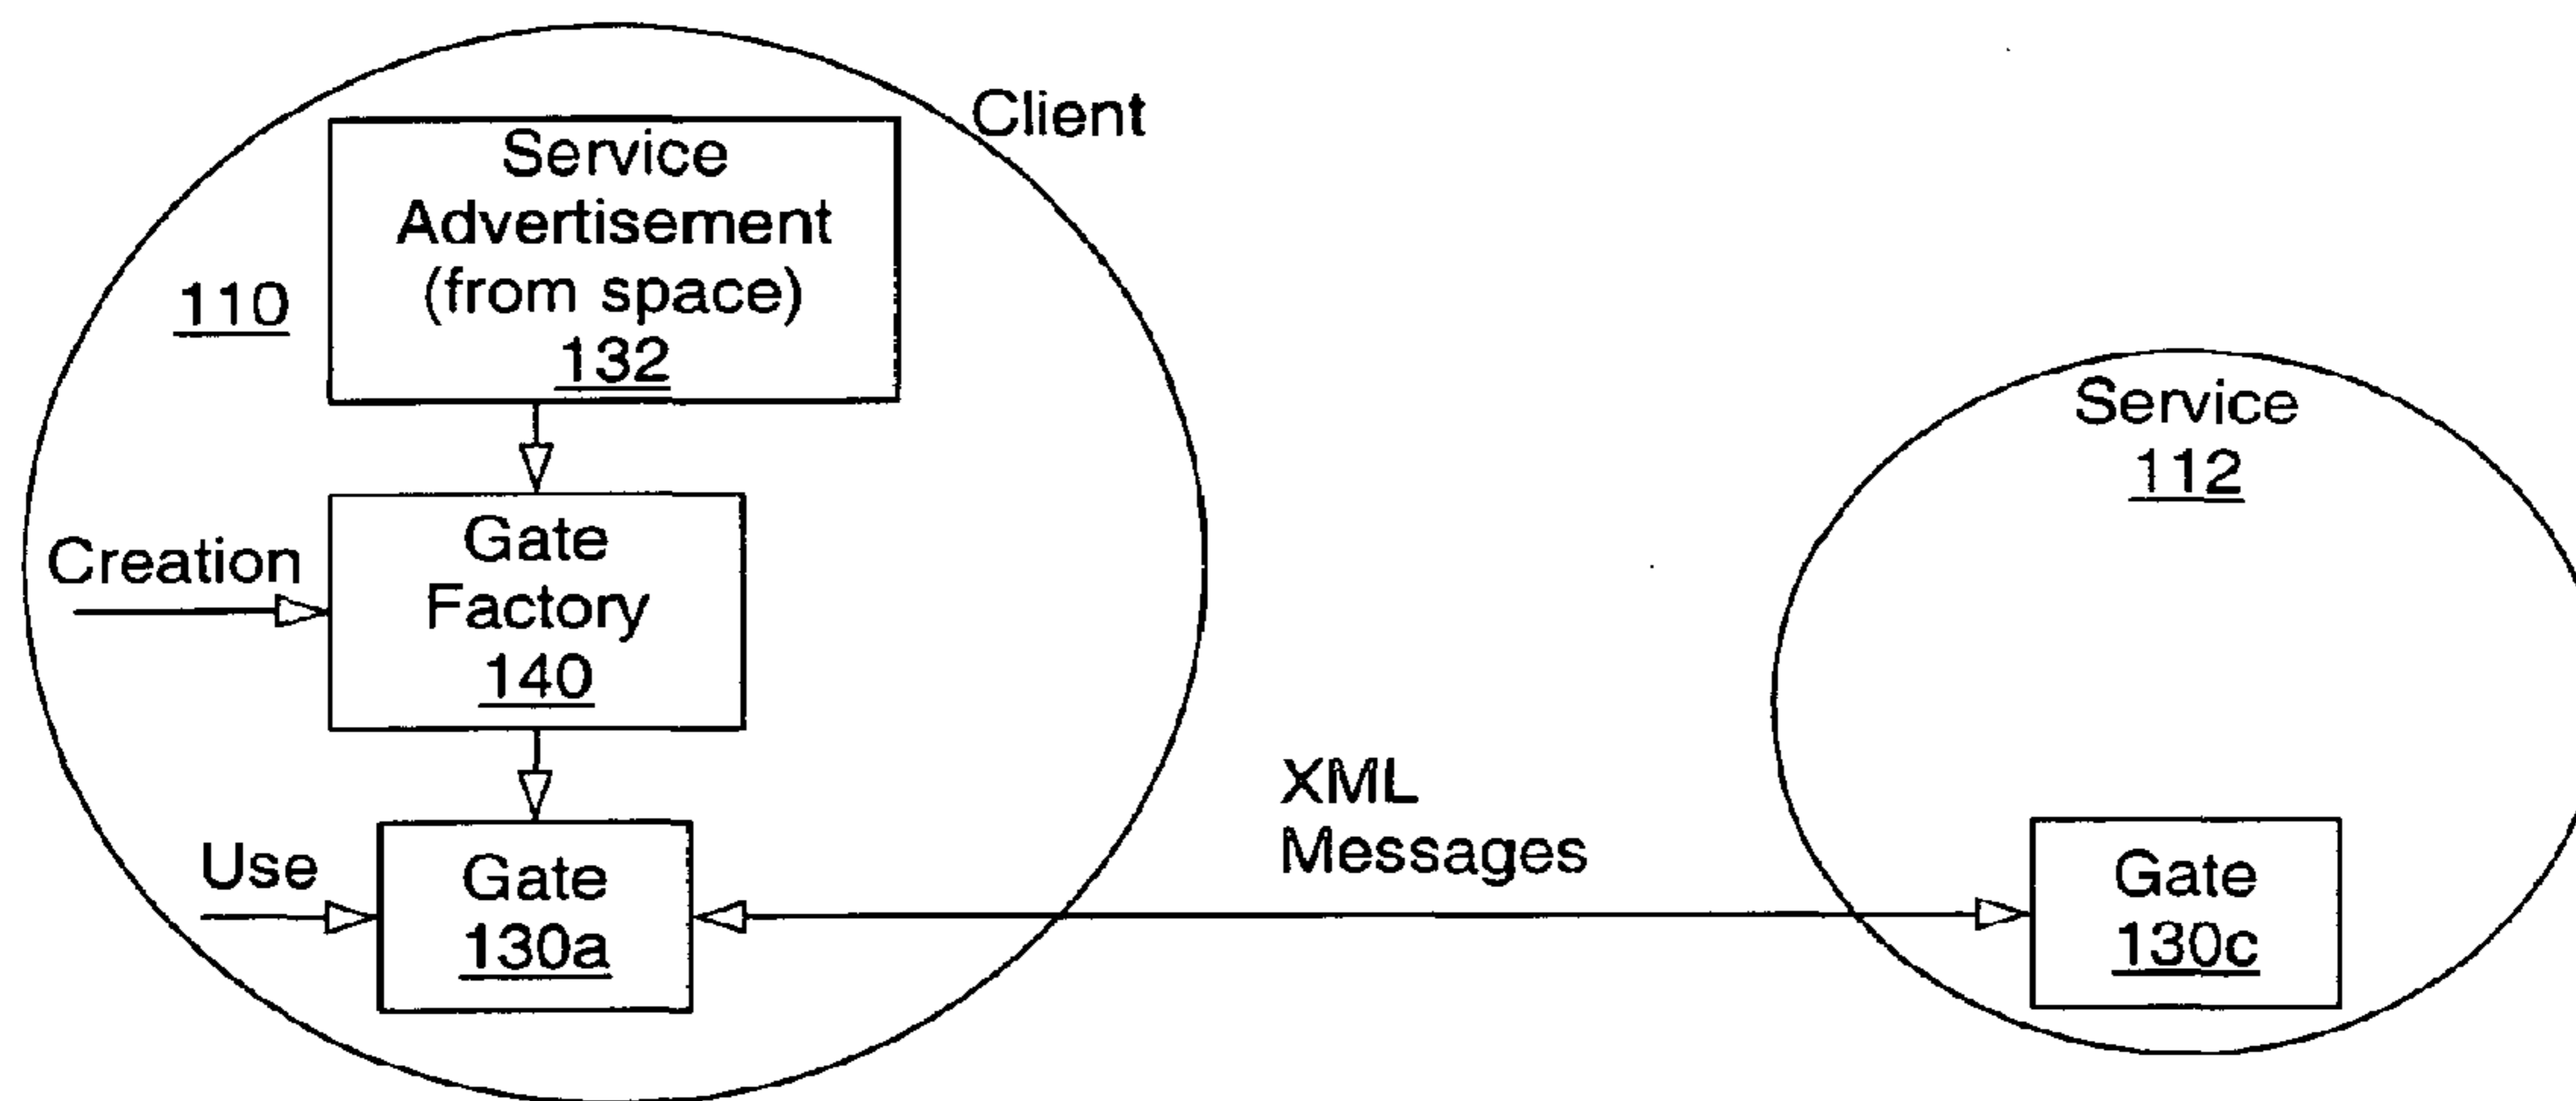 Client
Service
Advertisement
(from space)
132
110
Creation
Gate
Factory
140
Use
Gate
130a
XML
Messages
Service
112
Gate
130c